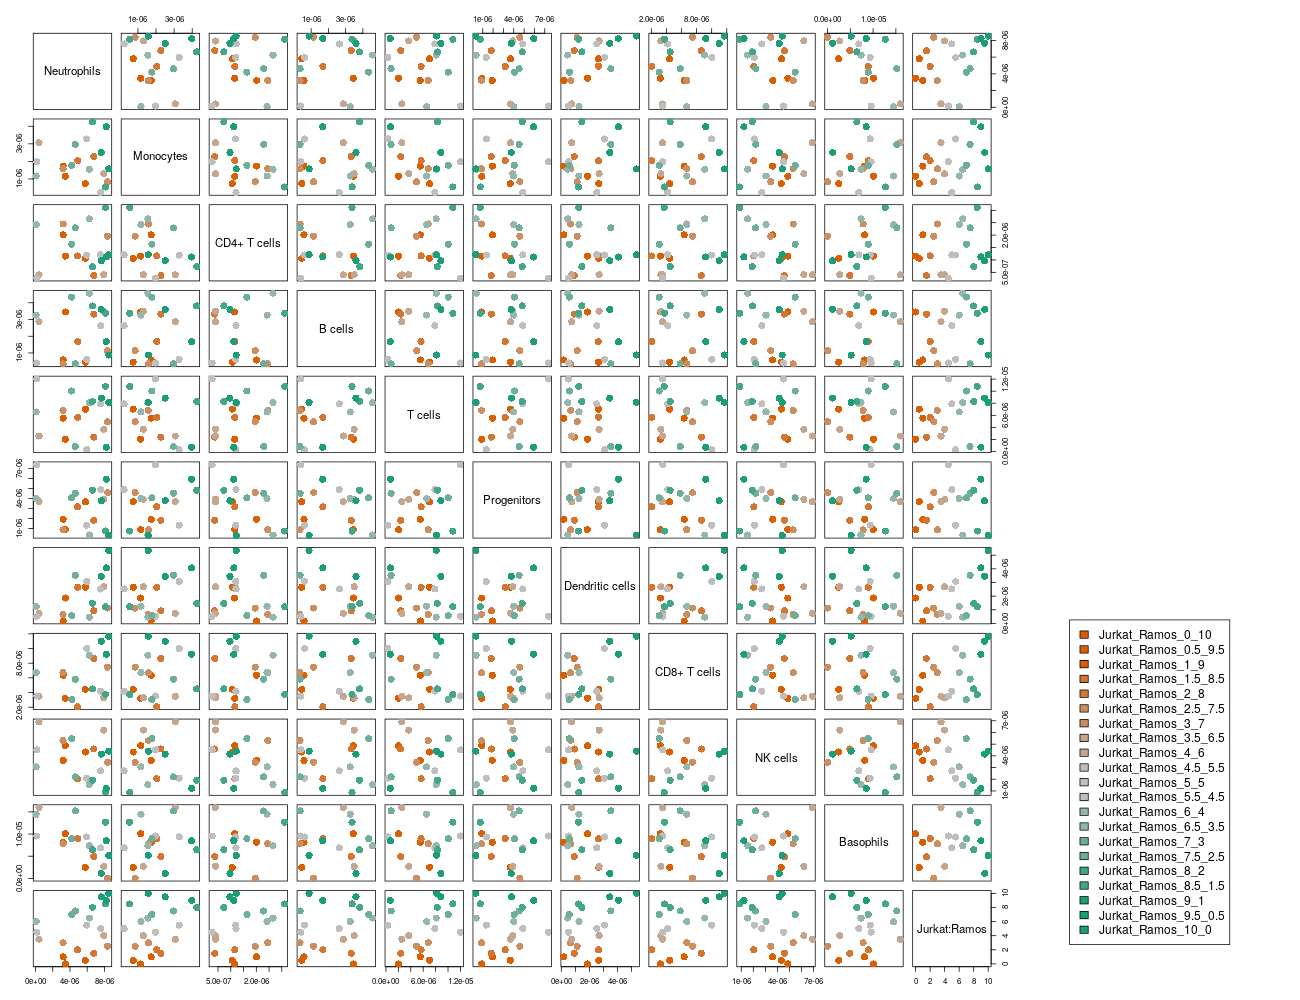 1e-06 3e-06 1e-06 3e-06 1e-06 4e-06 7e-06 2.0e-06 8.0e-06 0.0e+00 1.0e-05
Neutrophils 0e+00 4e-06 8e-06
1e-06 3e-06 Monocytes
CD4+ T cells 5.0e-07 2.0e-06
1e-06 3e-06 B cells
T cells 0.0e+00 6.0e-06 1.2e-05
1e-06 4e-06 7e-06 Progenitors
Dendritic cells 0e+00 2e-06 4e-06
2.0e-06 8.0e-06 CD8+ T cells
NK cells 1e-06 4e-06 7e-06
0.0e+00 1.0e-05 Basophils
Jurkat:Ramos 0 2 4 6 8 10
0e+00 4e-06 8e-06 5.0e-07 2.0e-06 0.0e+00 6.0e-06 1.2e-05 0e+00 2e-06 4e-06 1e-06 4e-06 7e-06 0 2 4 6 8 10
Jurkat_Ramos_0_10
Jurkat_Ramos_0.5_9.5
Jurkat_Ramos_1_9
Jurkat_Ramos_1.5_8.5
Jurkat_Ramos_2_8
Jurkat_Ramos_2.5_7.5
Jurkat_Ramos_3_7
Jurkat_Ramos_3.5_6.5
Jurkat_Ramos_4_6
Jurkat_Ramos_4.5_5.5
Jurkat_Ramos_5_5
Jurkat_Ramos_5.5_4.5
Jurkat_Ramos_6_4
Jurkat_Ramos_6.5_3.5
Jurkat_Ramos_7_3
Jurkat_Ramos_7.5_2.5
Jurkat_Ramos_8_2
Jurkat_Ramos_8.5_1.5
Jurkat_Ramos_9_1
Jurkat_Ramos_9.5_0.5
Jurkat_Ramos_10_0